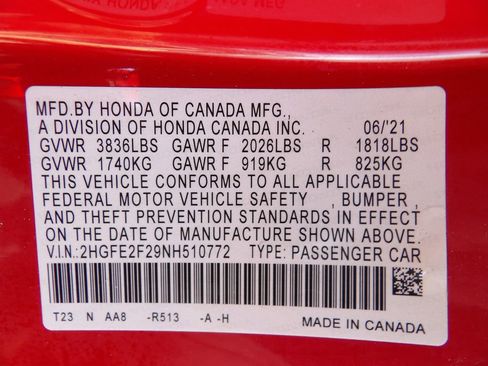 MFD.BY HONDA OF CANADA MFG.,
A DIVISION OF HONDA CANADA INC. 06/'21
GVWR 3836LBS GAWR F 2026LBS R 1818LBS
GVWR 1740KG GAWR F 919KG R 825KG
THIS VEHICLE CONFORMS TO ALL APPLICABLE
FEDERAL MOTOR VEHICLE SAFETY , BUMPER ,
AND THEFT PREVENTION STANDARDS IN EFFECT
ON THE DATE OF MANUFACTURE SHOWN ABOVE.
V.I.N:2HGFE2F29NH510772 TYPE: PASSENGER CAR
T23 N AA8 -R513 -A -H
MADE IN CANADA